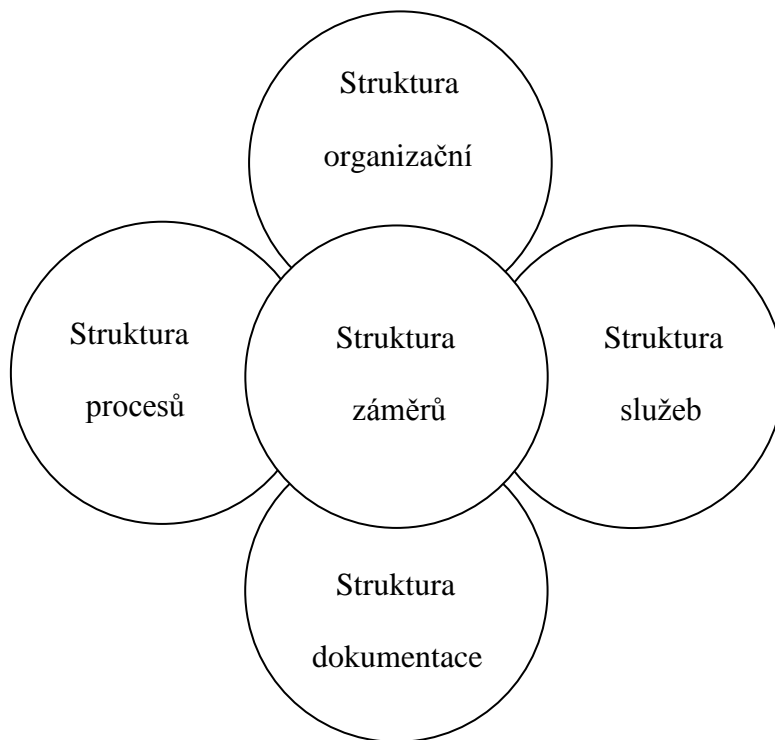 Struktura
organizační
Struktura
procesů
Struktura
záměrů
Struktura
služeb
Struktura
dokumentace